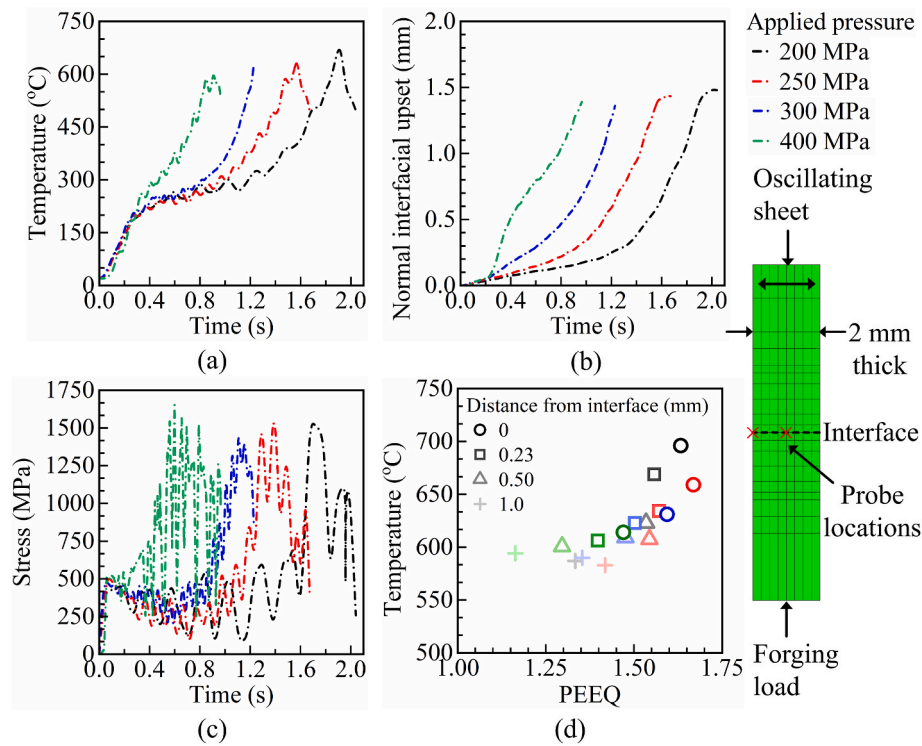 750
600
450
300
150
0
Temperature (°C)
0.0 0.4 0.8 1.2 1.6 2.0
Time (s)
(a)
2.0
1.5
1.0
0.5
0.0
Normal interfacial upset (mm)
0.0 0.4 0.8 1.2 1.6 2.0
Time (s)
(b)
Applied pressure
200 MPa
250 MPa
300 MPa
400 MPa
Oscillating
sheet
2 mm
thick
Interface
Probe
locations
Forging
load
1750
1500
1250
1000
750
500
250
0
Stress (MPa)
0.0 0.4 0.8 1.2 1.6 2.0
Time (s)
(c)
750
700
650
600
550
500
Temperature (°C)
Distance from interface (mm)
0
0.23
0.50
1.0
1.00 1.25 1.50 1.75
PEEQ
(d)